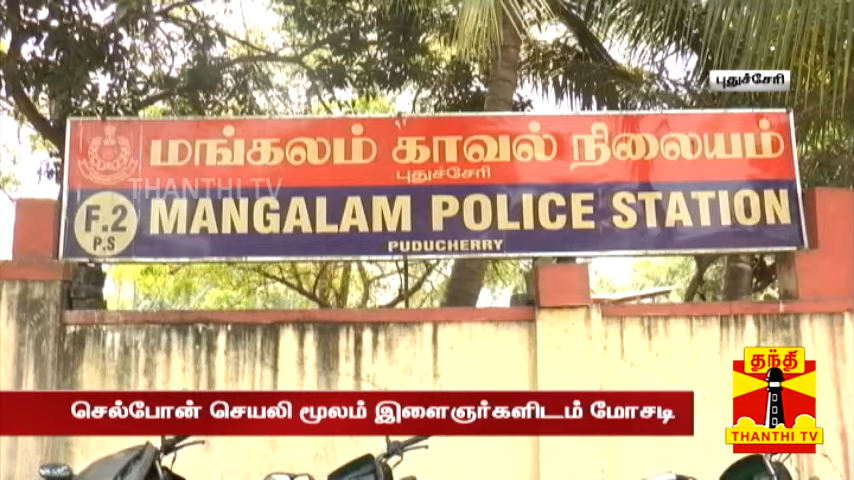 புதுச்சேரி
மங்கலம் காவல் நிலையம்
புதுச்சேரி
THANTHI TV
F.2
P.S
MANGALAM POLICE STATION
PUDUCHERRY
செல்போன் செயலி மூலம் இளைஞர்களிடம் மோசடி
தந்தி
THANTHI TV